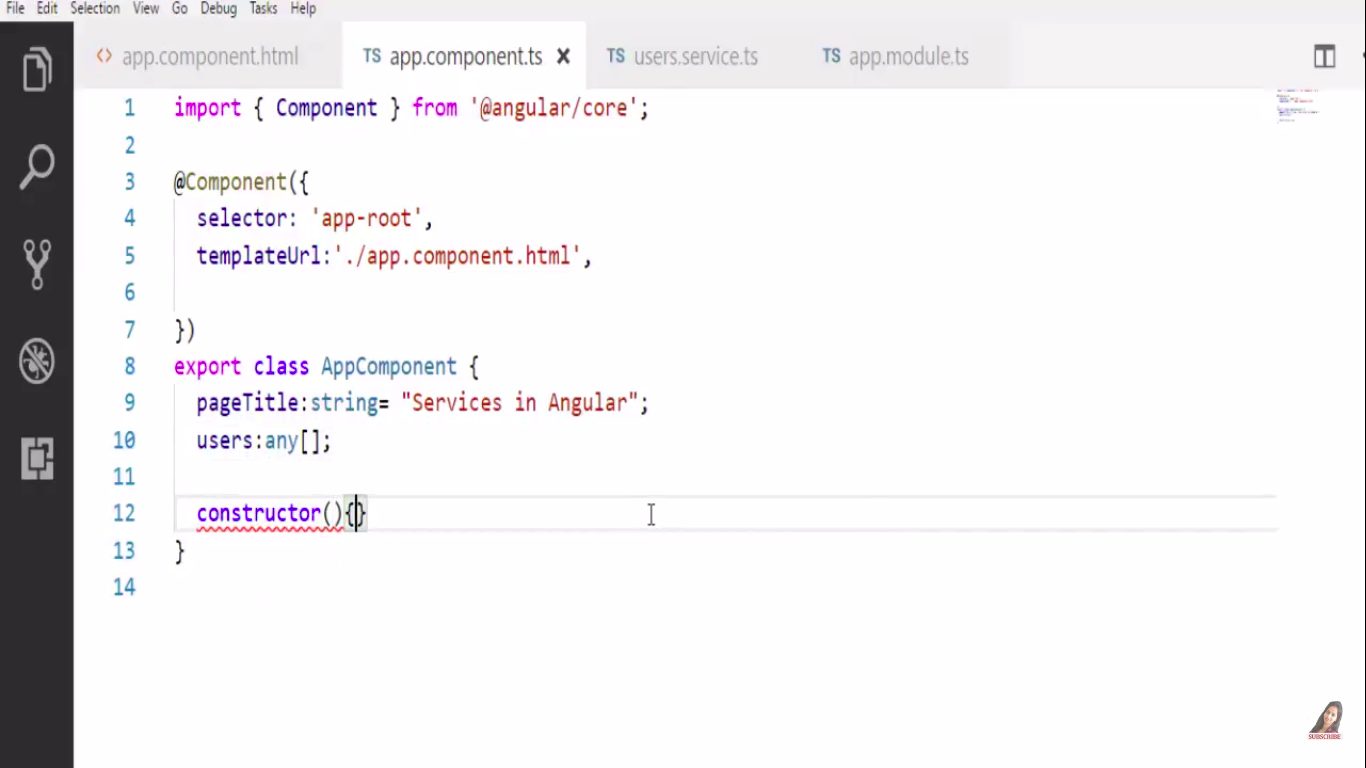 File Edit Selection View Go Debug Tasks Help
<> app.component.html TS app.component.ts TS users.service.ts TS app.module.ts
1 import { Component } from '@angular/core';
2
3 @Component({
4 selector: 'app-root',
5 templateUrl:'./app.component.html',
6
7 })
8 export class AppComponent {
9 pageTitle:string= "Services in Angular";
10 users:any[];
11
12 constructor(){}
13 }
14
SUBSCRIBE